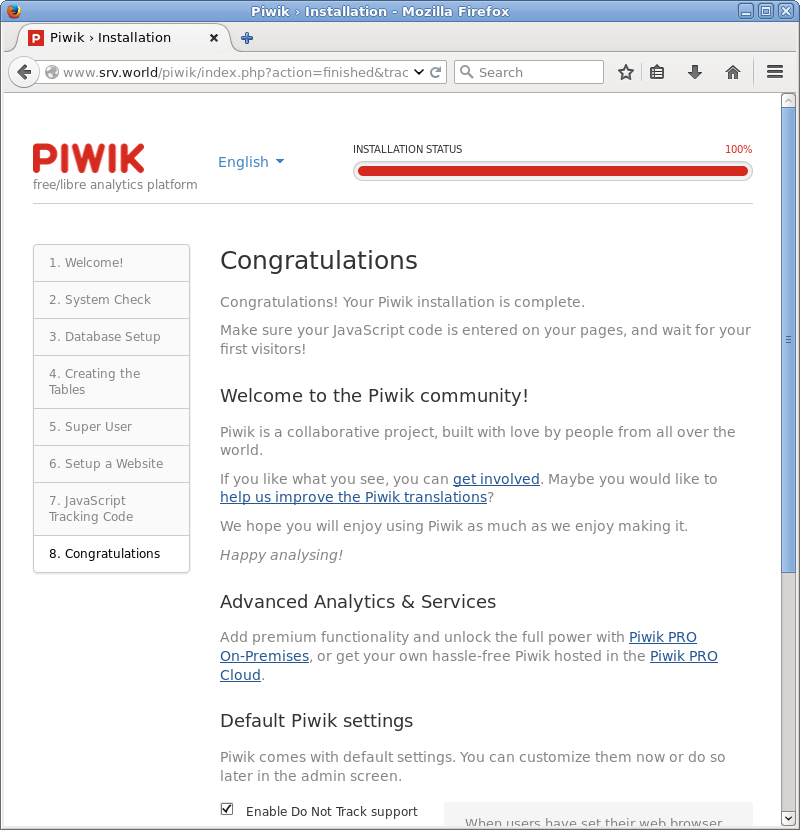 Piwik › Installation - Mozilla Firefox
Piwik › Installation
www.srv.world/piwik/index.php?action=finished&trac
Search
PIWIK
free/libre analytics platform
English
INSTALLATION STATUS
100%
1. Welcome!
2. System Check
3. Database Setup
4. Creating the
Tables
5. Super User
6. Setup a Website
7. JavaScript
Tracking Code
8. Congratulations
Congratulations
Congratulations! Your Piwik installation is complete.
Make sure your JavaScript code is entered on your pages, and wait for your
first visitors!
Welcome to the Piwik community!
Piwik is a collaborative project, built with love by people from all over the
world.
If you like what you see, you can get involved. Maybe you would like to
help us improve the Piwik translations?
We hope you will enjoy using Piwik as much as we enjoy making it.
Happy analysing!
Advanced Analytics & Services
Add premium functionality and unlock the full power with Piwik PRO
On-Premises, or get your own hassle-free Piwik hosted in the Piwik PRO
Cloud.
Default Piwik settings
Piwik comes with default settings. You can customize them now or do so
later in the admin screen.
Enable Do Not Track support
When users have set their web browser